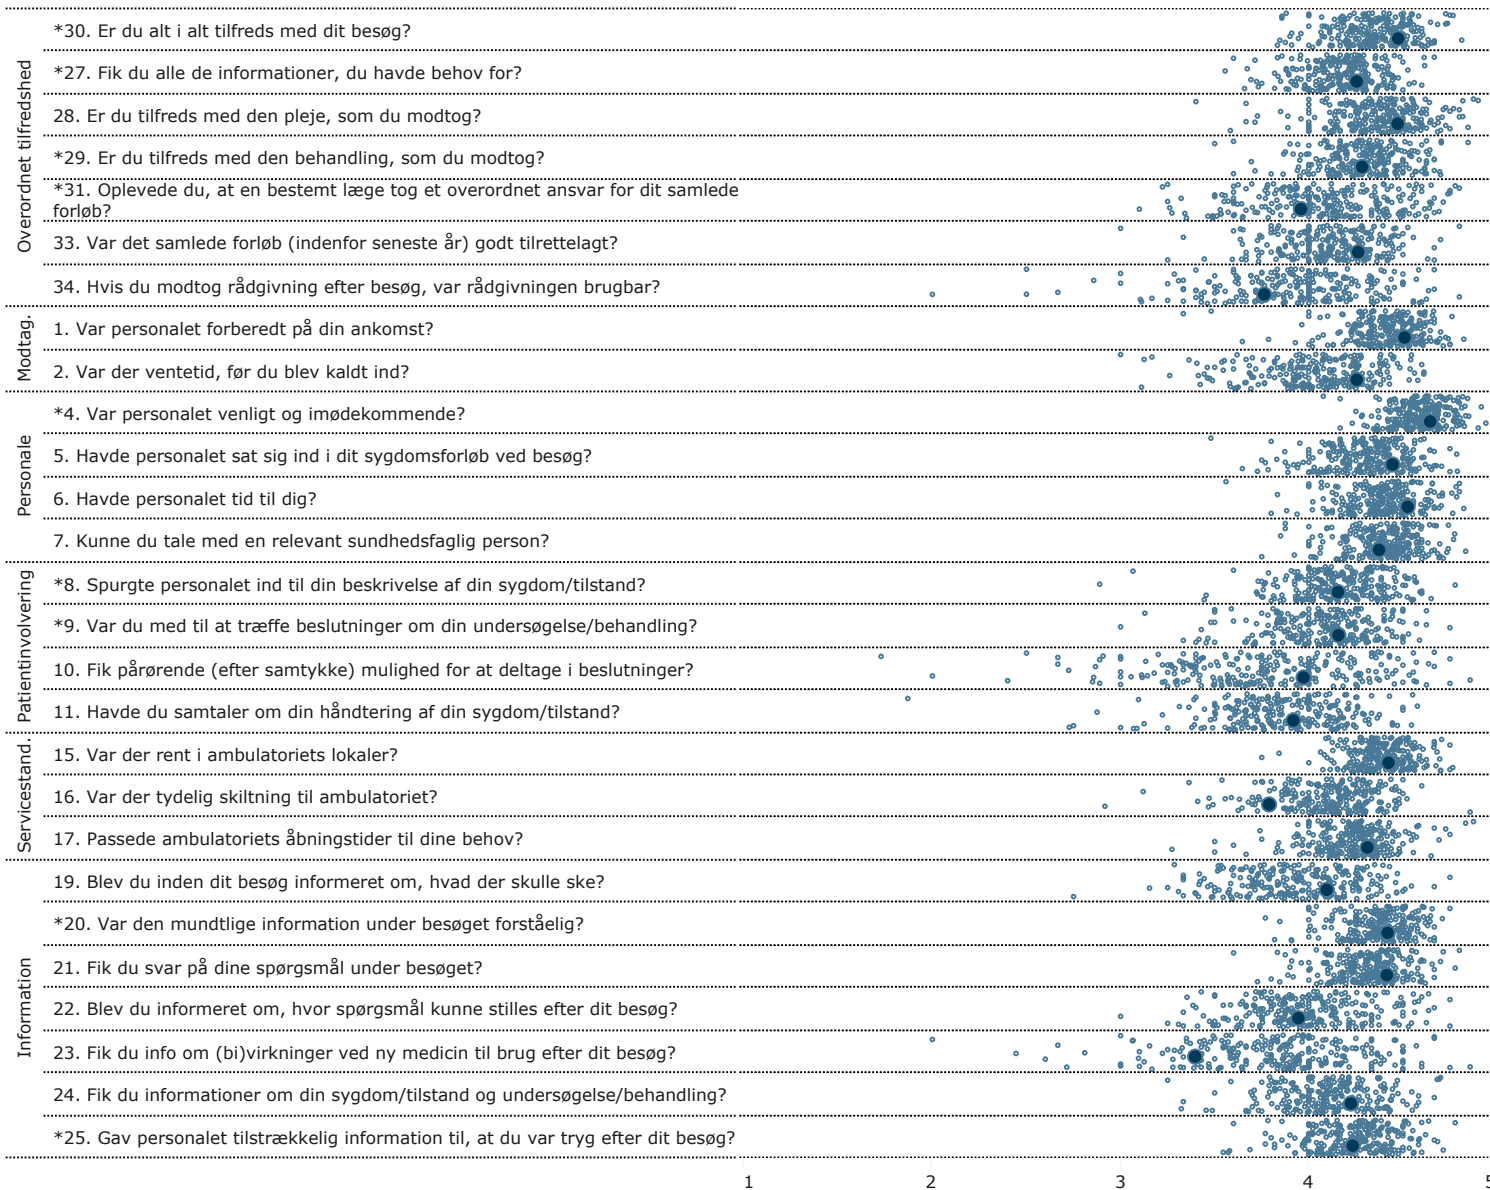 Overordnet tilfredshed
*30. Er du alt i alt tilfreds med dit besøg?
*27. Fik du alle de informationer, du havde behov for?
28. Er du tilfreds med den pleje, som du modtog?
*29. Er du tilfreds med den behandling, som du modtog?
*31. Oplevede du, at en bestemt læge tog et overordnet ansvar for dit samlede
forløb?
33. Var det samlede forløb (indenfor seneste år) godt tilrettelagt?
34. Hvis du modtog rådgivning efter besøg, var rådgivningen brugbar?
Modtag.
1. Var personalet forberedt på din ankomst?
2. Var der ventetid, før du blev kaldt ind?
Personale
*4. Var personalet venligt og imødekommende?
5. Havde personalet sat sig ind i dit sygdomsforløb ved besøg?
6. Havde personalet tid til dig?
7. Kunne du tale med en relevant sundhedsfaglig person?
Patientinvolvering
*8. Spurgte personalet ind til din beskrivelse af din sygdom/tilstand?
*9. Var du med til at træffe beslutninger om din undersøgelse/behandling?
10. Fik pårørende (efter samtykke) mulighed for at deltage i beslutninger?
11. Havde du samtaler om din håndtering af din sygdom/tilstand?
Servicestand.
15. Var der rent i ambulatoriets lokaler?
16. Var der tydelig skiltning til ambulatoriet?
17. Passede ambulatoriets åbningstider til dine behov?
Information
19. Blev du inden dit besøg informeret om, hvad der skulle ske?
*20. Var den mundtlige information under besøget forståelig?
21. Fik du svar på dine spørgsmål under besøget?
22. Blev du informeret om, hvor spørgsmål kunne stilles efter dit besøg?
23. Fik du info om (bi)virkninger ved ny medicin til brug efter dit besøg?
24. Fik du informationer om din sygdom/tilstand og undersøgelse/behandling?
*25. Gav personalet tilstrækkelig information til, at du var tryg efter dit besøg?
1 2 3 4 5